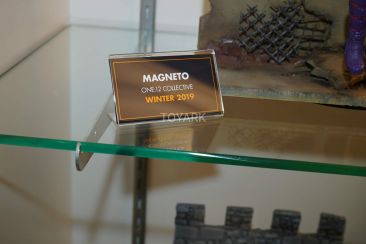 MAGNETO
ONE:12 COLLECTIVE
WINTER 2019
TOYARK